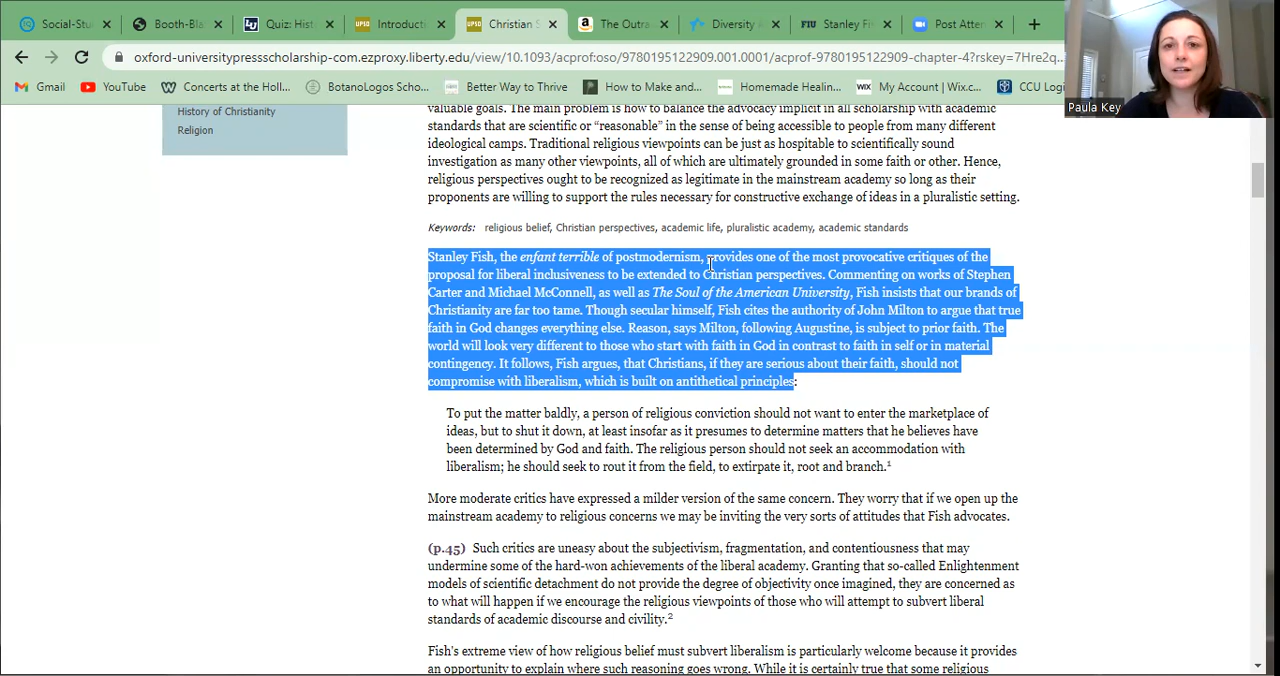 Social-Stu
Booth-Bla
Quiz: Hist
Introducti
Christian S
The Outra
Diversity A
Stanley Fi
Post Atten
oxford-universitypressscholarship-com.ezproxy.liberty.edu/view/10.1093/acprof:oso/9780195122909.001.0001/acprof-9780195122909-chapter-4?rskey=7Hre2q...
Gmail
YouTube
Concerts at the Holl...
BotanoLogos Scho...
Better Way to Thrive
How to Make and...
Homemade Healin...
My Account | Wix.c...
CCU Logi
Paula Key
History of Christianity
Religion
valuable goals. The main problem is how to balance the advocacy implicit in all scholarship with academic
standards that are scientific or “reasonable” in the sense of being accessible to people from many different
ideological camps. Traditional religious viewpoints can be just as hospitable to scientifically sound
investigation as many other viewpoints, all of which are ultimately grounded in some faith or other. Hence,
religious perspectives ought to be recognized as legitimate in the mainstream academy so long as their
proponents are willing to support the rules necessary for constructive exchange of ideas in a pluralistic setting.
Keywords: religious belief, Christian perspectives, academic life, pluralistic academy, academic standards
Stanley Fish, the enfant terrible of postmodernism, provides one of the most provocative critiques of the
proposal for liberal inclusiveness to be extended to Christian perspectives. Commenting on works of Stephen
Carter and Michael McConnell, as well as The Soul of the American University, Fish insists that our brands of
Christianity are far too tame. Though secular himself, Fish cites the authority of John Milton to argue that true
faith in God changes everything else. Reason, says Milton, following Augustine, is subject to prior faith. The
world will look very different to those who start with faith in God in contrast to faith in self or in material
contingency. It follows, Fish argues, that Christians, if they are serious about their faith, should not
compromise with liberalism, which is built on antithetical principles:
To put the matter baldly, a person of religious conviction should not want to enter the marketplace of
ideas, but to shut it down, at least insofar as it presumes to determine matters that he believes have
been determined by God and faith. The religious person should not seek an accommodation with
liberalism; he should seek to rout it from the field, to extirpate it, root and branch.¹
More moderate critics have expressed a milder version of the same concern. They worry that if we open up the
mainstream academy to religious concerns we may be inviting the very sorts of attitudes that Fish advocates.
(p.45) Such critics are uneasy about the subjectivism, fragmentation, and contentiousness that may
undermine some of the hard-won achievements of the liberal academy. Granting that so-called Enlightenment
models of scientific detachment do not provide the degree of objectivity once imagined, they are concerned as
to what will happen if we encourage the religious viewpoints of those who will attempt to subvert liberal
standards of academic discourse and civility.²
Fish's extreme view of how religious belief must subvert liberalism is particularly welcome because it provides
an opportunity to explain where such reasoning goes wrong. While it is certainly true that some religious